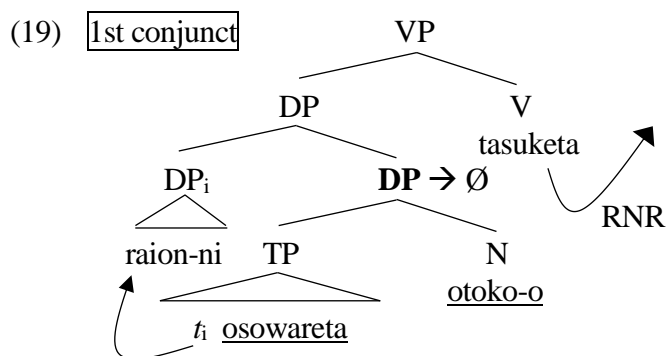 (19) 1st conjunct VP
DP V
tasuketa
DPi DP → Ø
RNR
raion-ni TP N
otoko-o
ti osowareta